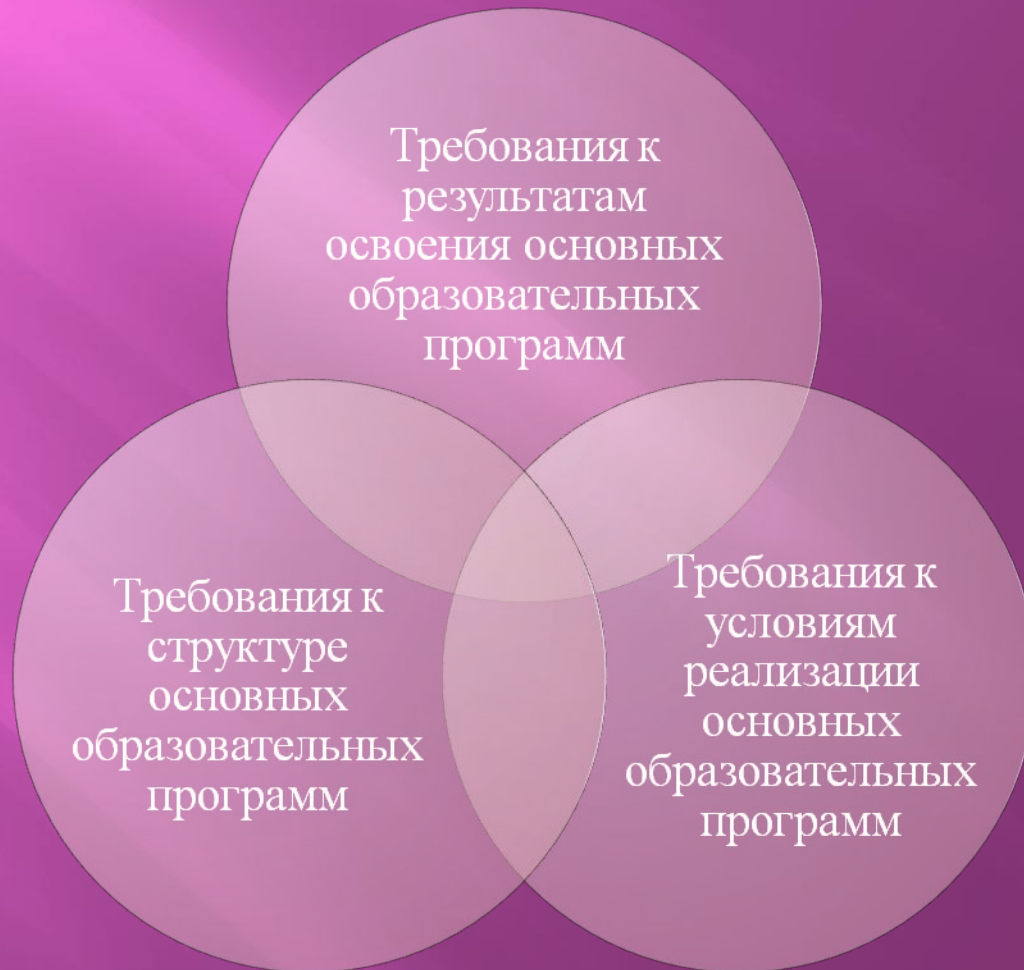 Требования к
результатам
освоения основных
образовательных
программ
Требования к
структуре
основных
образовательных
программ
Требования к
условиям
реализации
основных
образовательных
программ